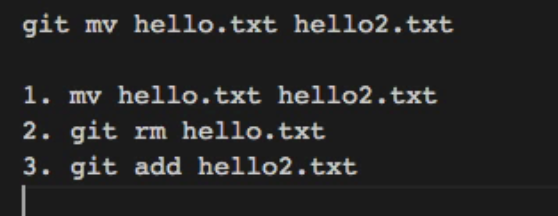 git mv hello.txt hello2.txt
1. mv hello.txt hello2.txt
2. git rm hello.txt
3. git add hello2.txt